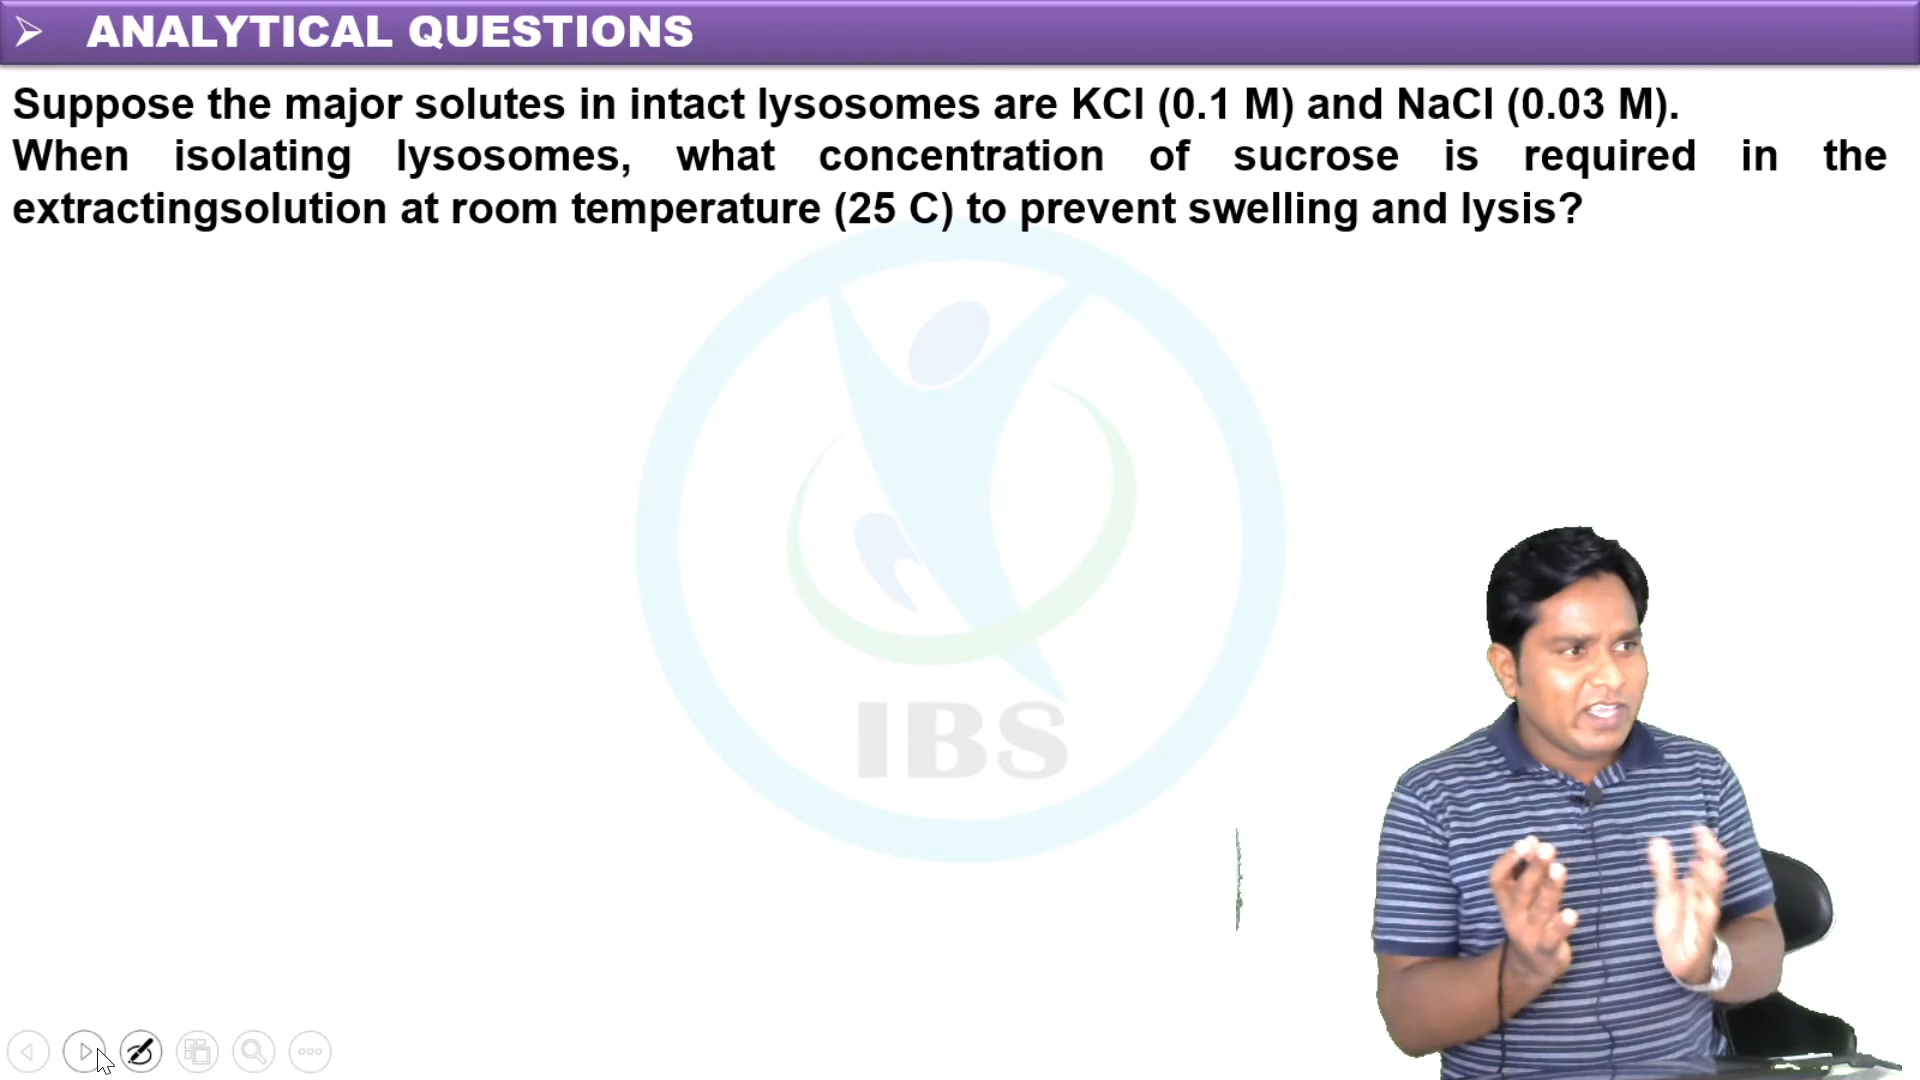 ANALYTICAL QUESTIONS
Suppose the major solutes in intact lysosomes are KCl (0.1 M) and NaCl (0.03 M).
When isolating lysosomes, what concentration of sucrose is required in the
extractingsolution at room temperature (25 C) to prevent swelling and lysis?
IBS